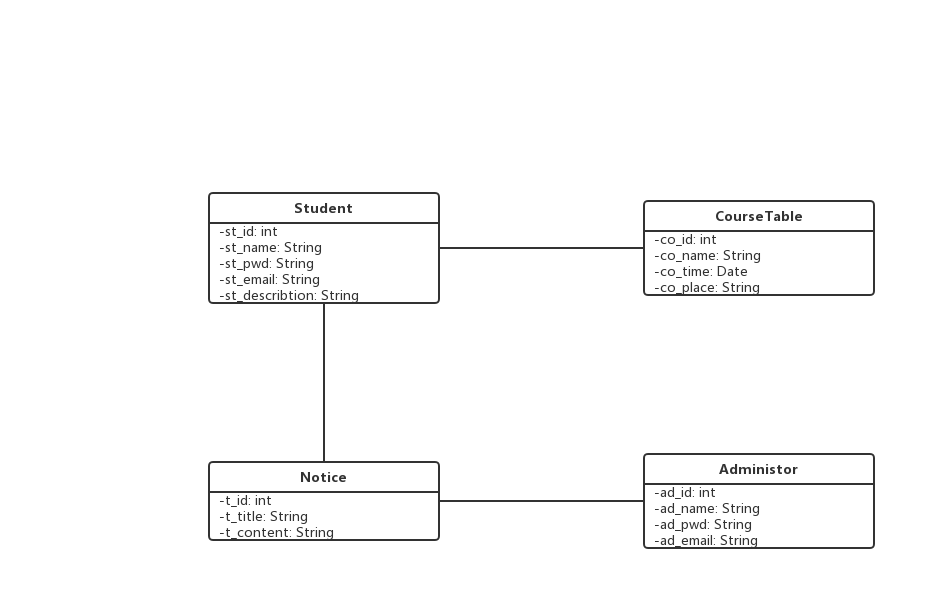 Student
-st_id: int
-st_name: String
-st_pwd: String
-st_email: String
-st_describtion: String
CourseTable
-co_id: int
-co_name: String
-co_time: Date
-co_place: String
Notice
-t_id: int
-t_title: String
-t_content: String
Administor
-ad_id: int
-ad_name: String
-ad_pwd: String
-ad_email: String